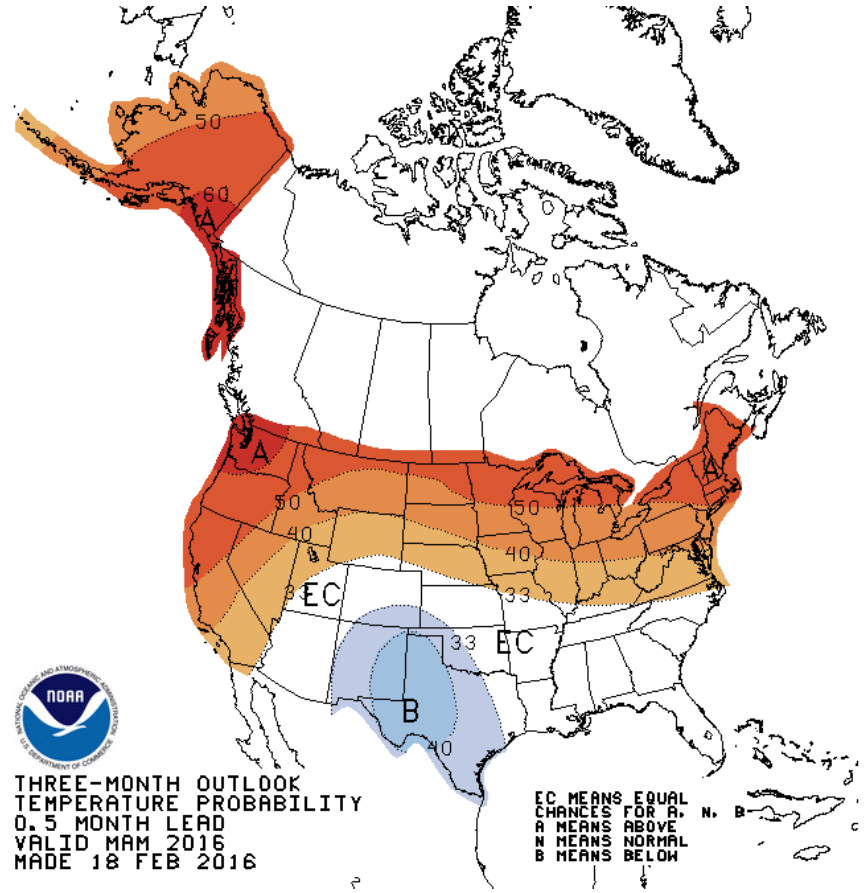 50
60
A
A
A
50
50
40
40
33
33
EC
EC
33
B
40
NATIONAL OCEANIC AND ATMOSPHERIC ADMINISTRATION
NOAA
U.S. DEPARTMENT OF COMMERCE
THREE-MONTH OUTLOOK
TEMPERATURE PROBABILITY
0.5 MONTH LEAD
VALID MAM 2016
MADE 18 FEB 2016
EC MEANS EQUAL
CHANCES FOR A, N, B
A MEANS ABOVE
N MEANS NORMAL
B MEANS BELOW